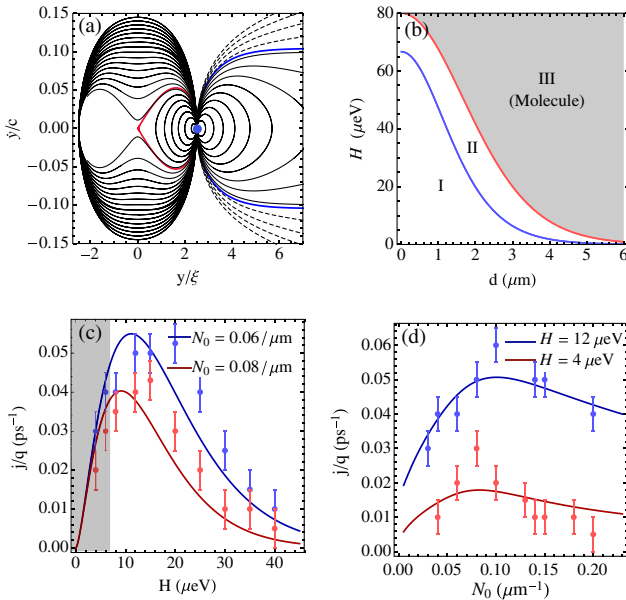 (a)
0.15
0.10
0.05
0.00
−0.05
−0.10
−0.15
ẏ/c
−2 0 2 4 6
y/ξ
(b)
80
60
40
20
0
H (μeV)
I
II
III
(Molecule)
0 1 2 3 4 5 6
d (μm)
(c)
N₀ = 0.06/μm
N₀ = 0.08/μm
0.05
0.04
0.03
0.02
0.01
0.00
j/q (ps⁻¹)
0 10 20 30 40
H (μeV)
(d)
H = 12 μeV
H = 4 μeV
0.06
0.05
0.04
0.03
0.02
0.01
0.00
j/q (ps⁻¹)
0.00 0.05 0.10 0.15 0.20
N₀ (μm⁻¹)